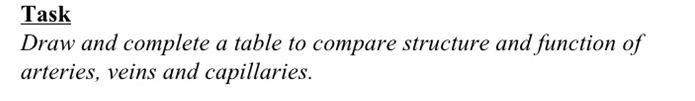 Task
Draw and complete a table to compare structure and function of
arteries, veins and capillaries.